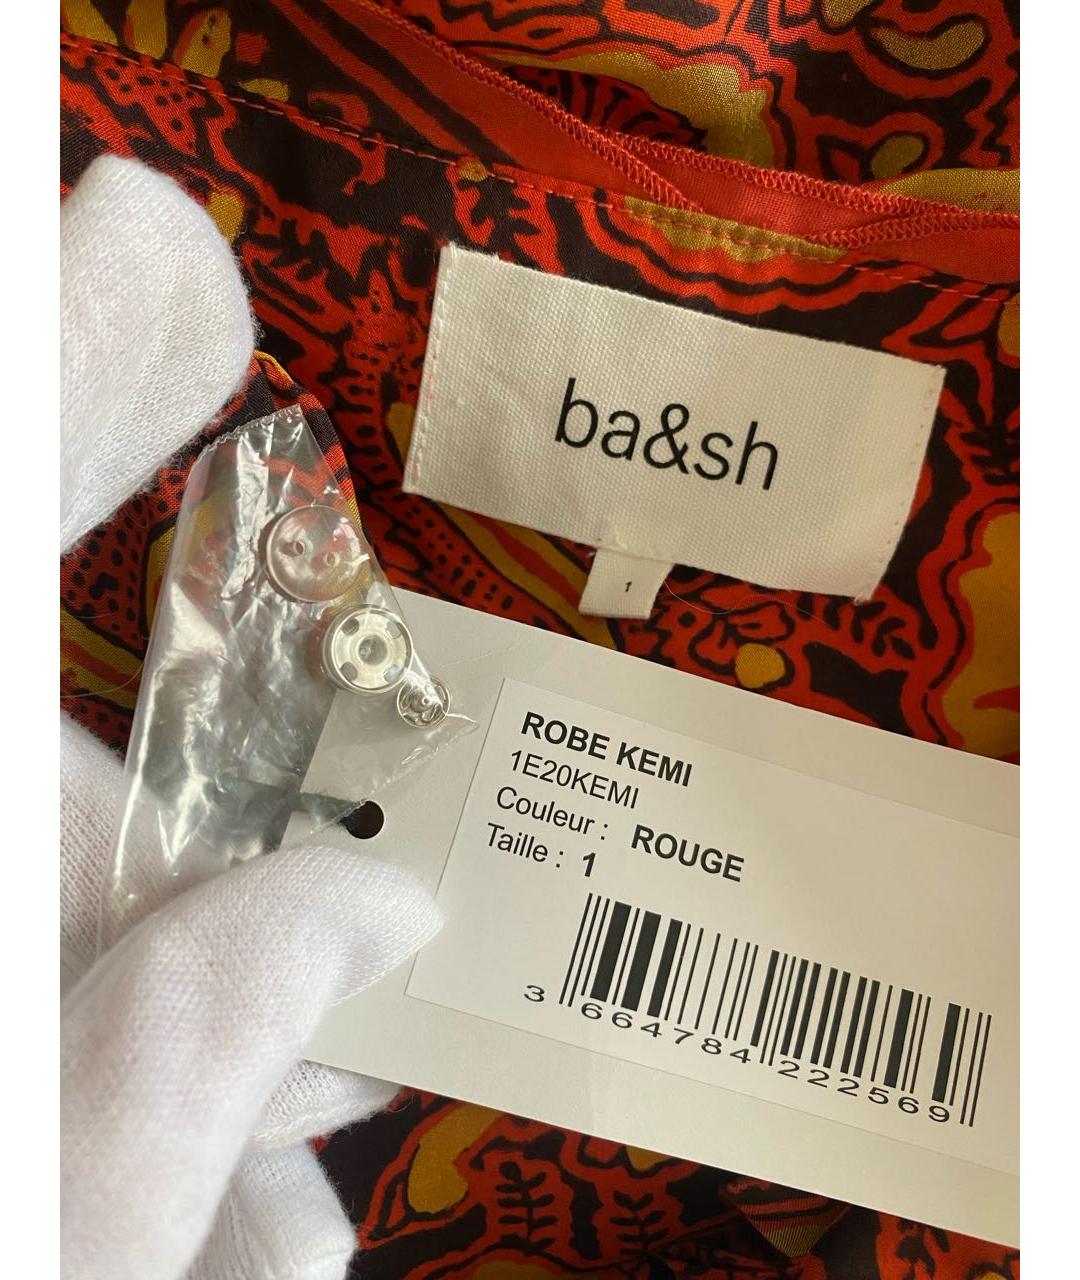 ba&sh
1
ROBE KEMI
1E20KEMI
Couleur : ROUGE
Taille : 1
3 664784 222569